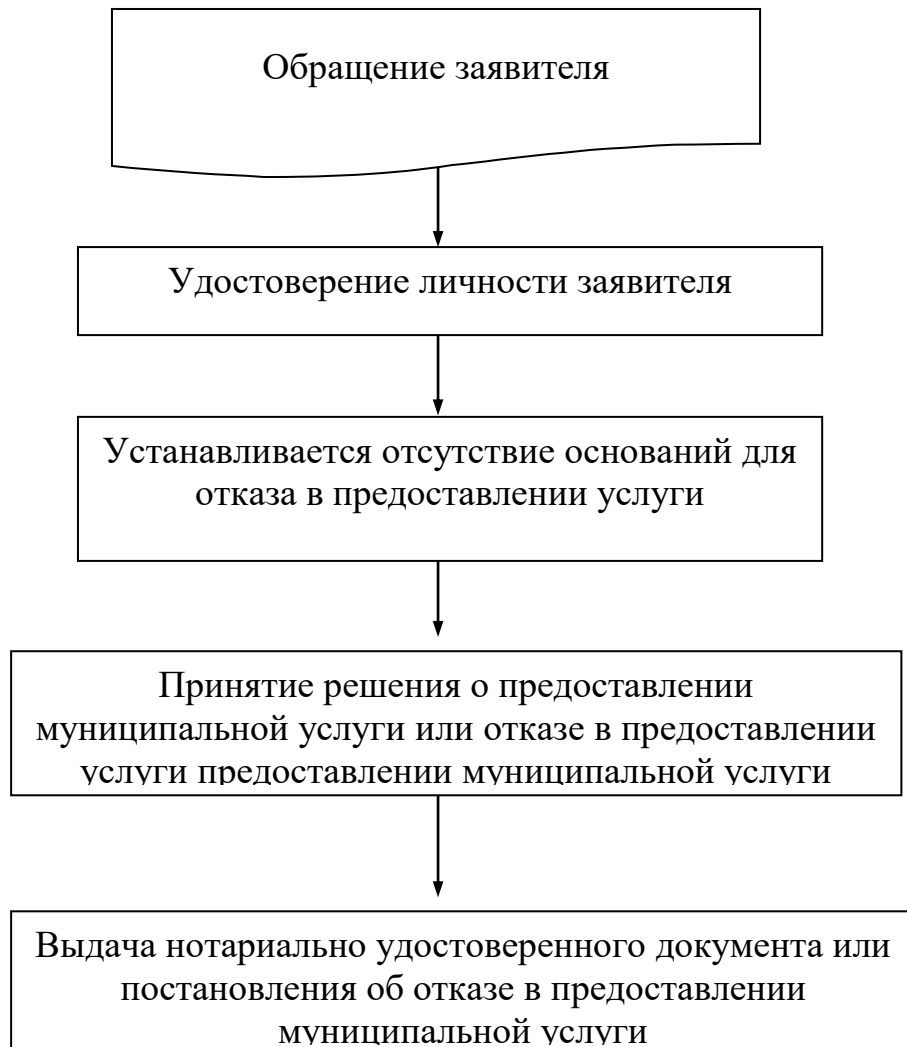 Обращение заявителя
Удостоверение личности заявителя
Устанавливается отсутствие оснований для
отказа в предоставлении услуги
Принятие решения о предоставлении
муниципальной услуги или отказе в предоставлении
услуги предоставлении муниципальной услуги
Выдача нотариально удостоверенного документа или
постановления об отказе в предоставлении
муниципальной услуги